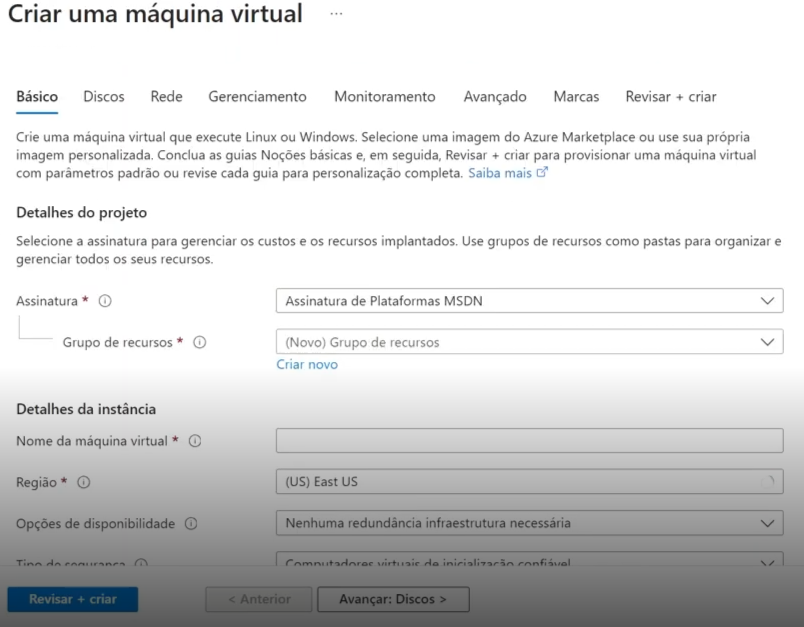 Criar uma máquina virtual ...
Básico Discos Rede Gerenciamento Monitoramento Avançado Marcas Revisar + criar
Crie uma máquina virtual que execute Linux ou Windows. Selecione uma imagem do Azure Marketplace ou use sua própria
imagem personalizada. Conclua as guias Noções básicas e, em seguida, Revisar + criar para provisionar uma máquina virtual
com parâmetros padrão ou revise cada guia para personalização completa. Saiba mais
Detalhes do projeto
Selecione a assinatura para gerenciar os custos e os recursos implantados. Use grupos de recursos como pastas para organizar e
gerenciar todos os seus recursos.
Assinatura * Assinatura de Plataformas MSDN
Grupo de recursos * (Novo) Grupo de recursos
Criar novo
Detalhes da instância
Nome da máquina virtual *
Região * (US) East US
Opções de disponibilidade Nenhuma redundância infraestrutura necessária
Tipo de segurança Computadores virtuais de inicialização confiável
Revisar + criar < Anterior Avançar: Discos >